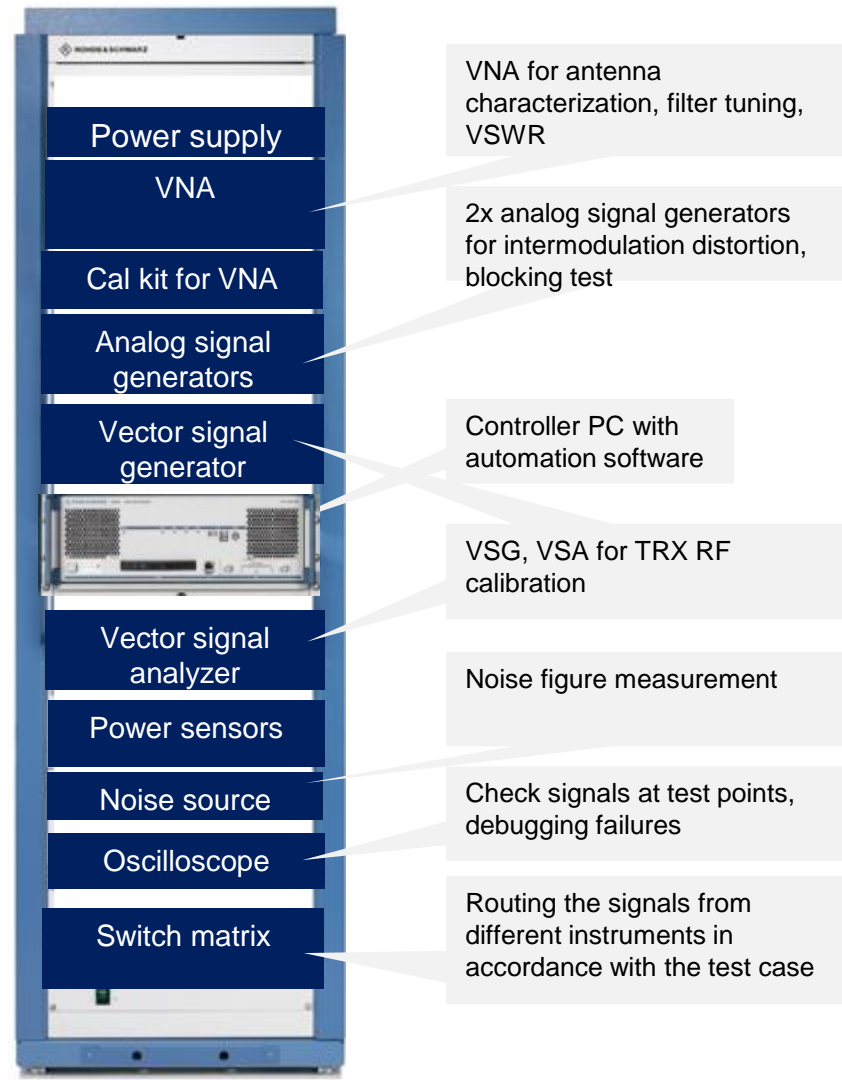 ROHDE & SCHWARZ
Power supply
VNA
Cal kit for VNA
Analog signal
generators
Vector signal
generator
Vector signal
analyzer
Power sensors
Noise source
Oscilloscope
Switch matrix
VNA for antenna
characterization, filter tuning,
VSWR
2x analog signal generators
for intermodulation distortion,
blocking test
Controller PC with
automation software
VSG, VSA for TRX RF
calibration
Noise figure measurement
Check signals at test points,
debugging failures
Routing the signals from
different instruments in
accordance with the test case